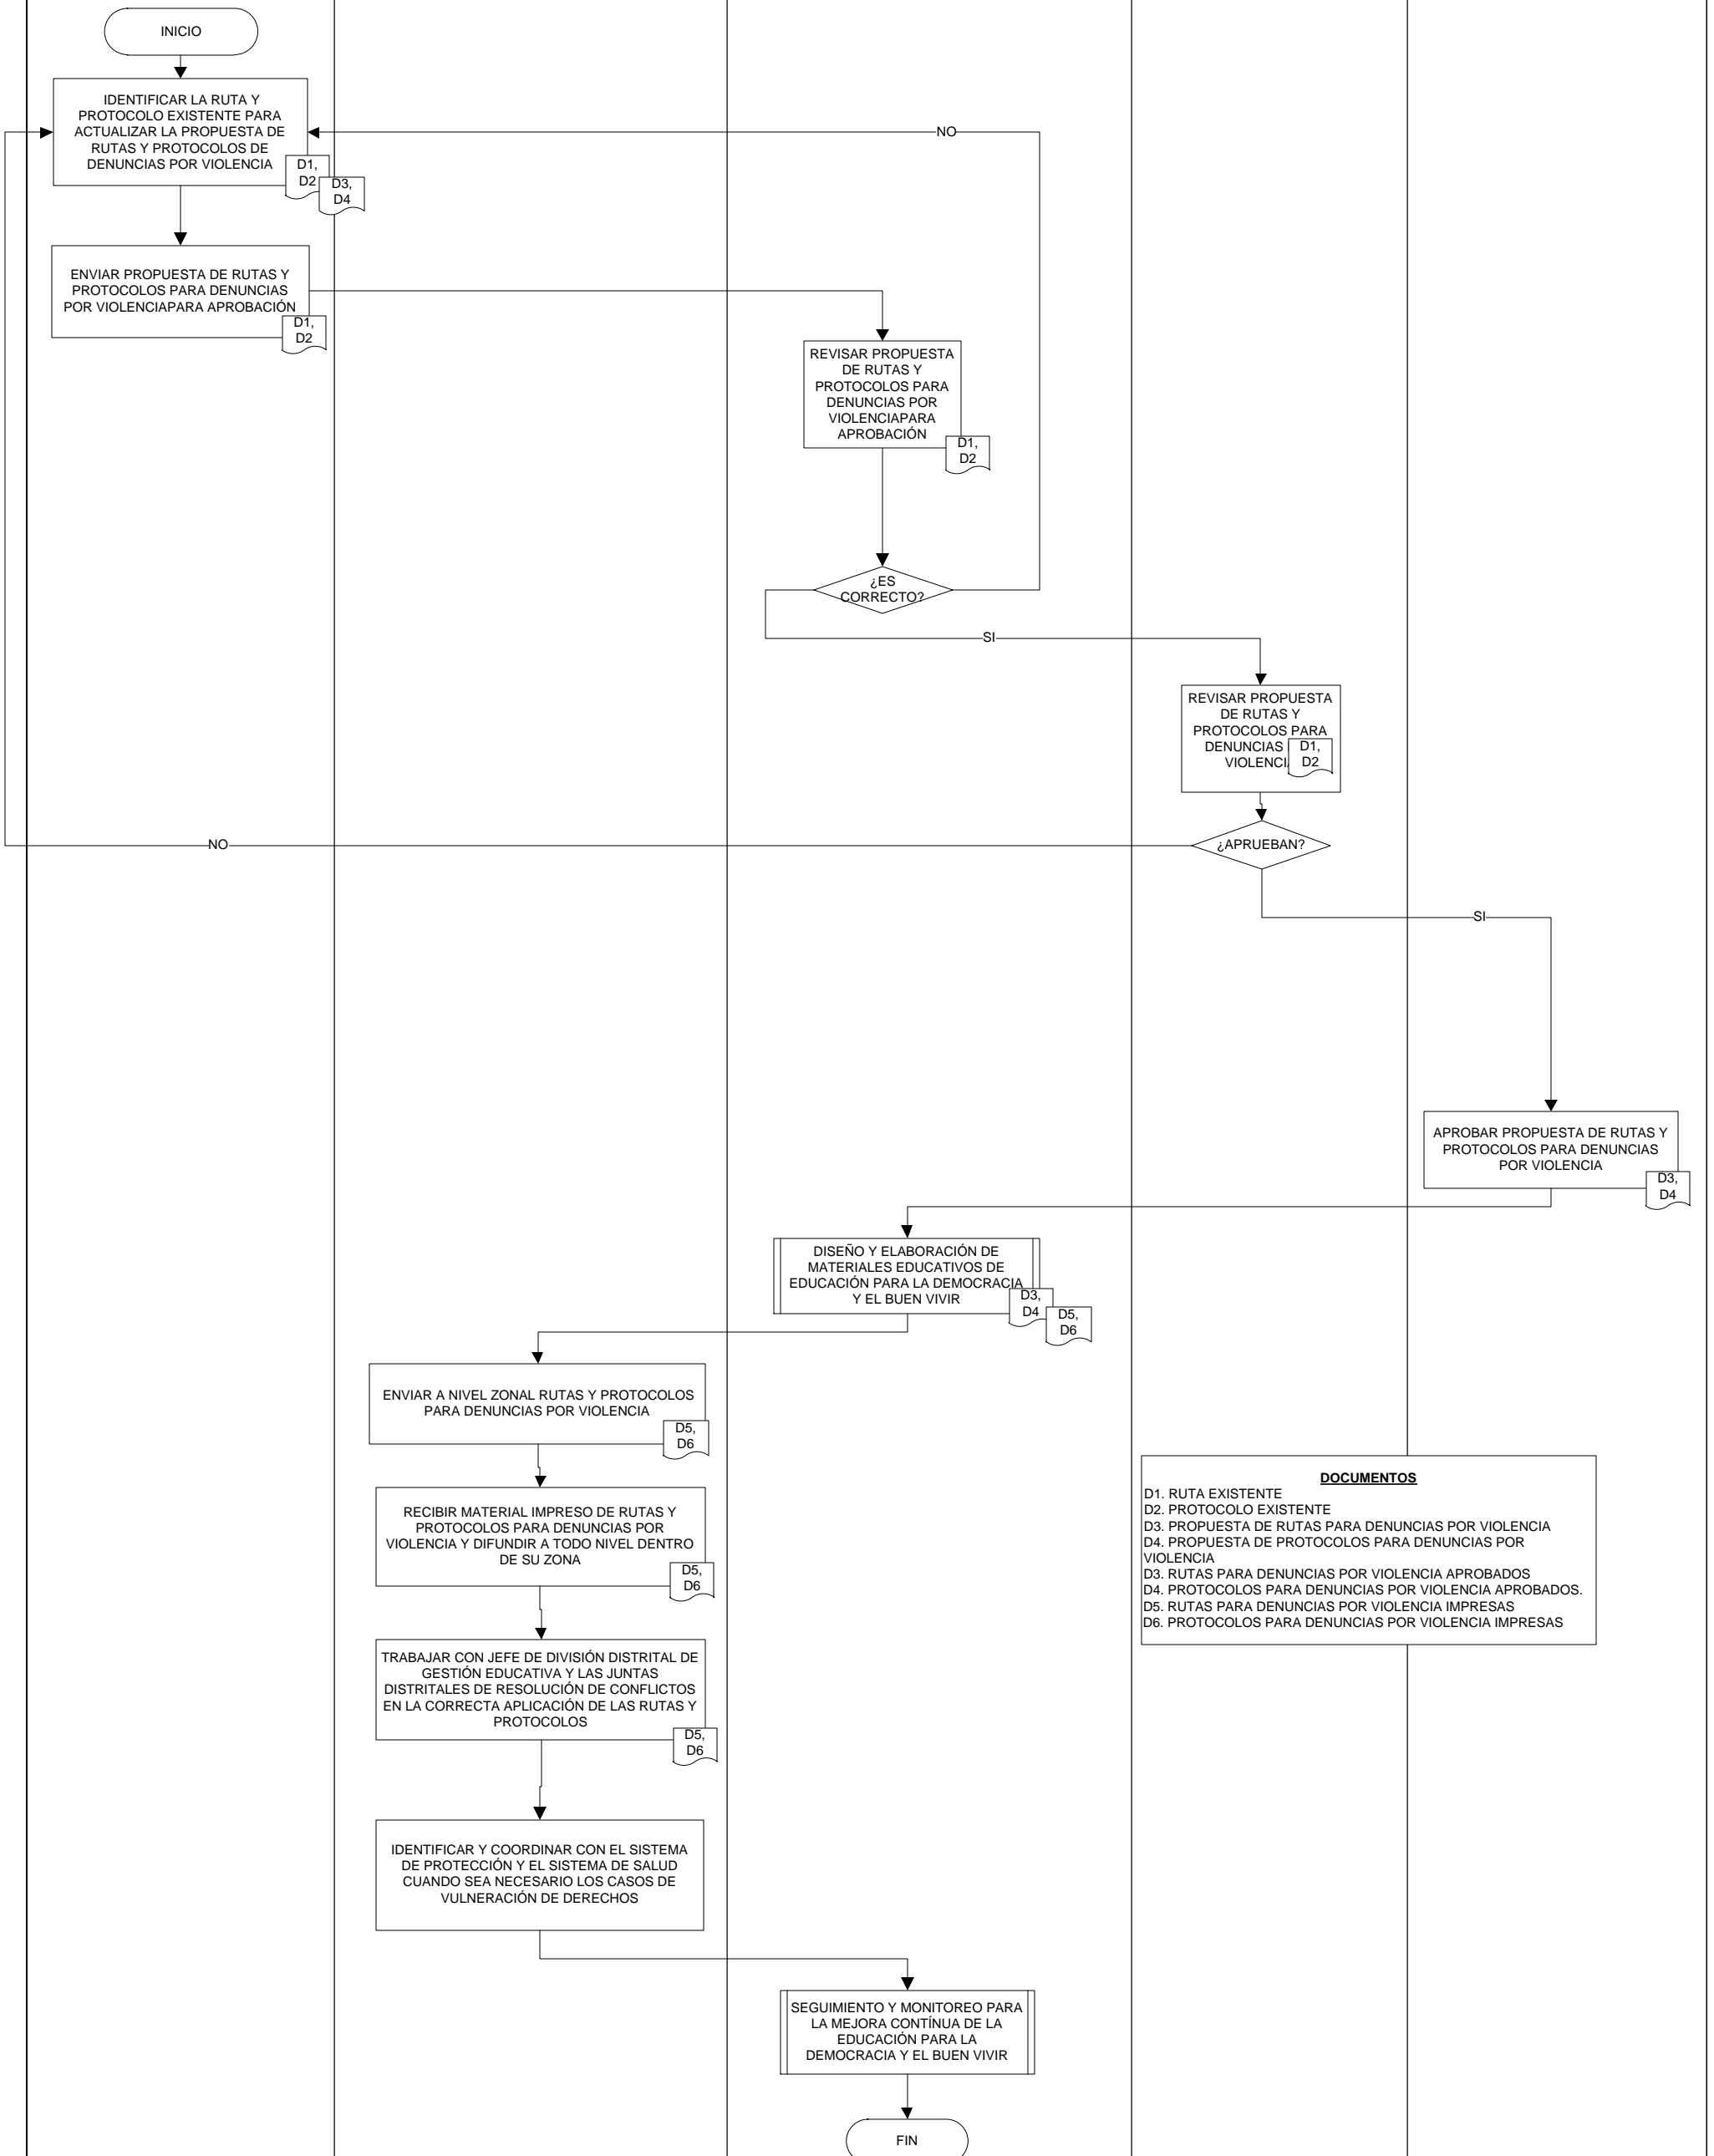 INICIO
IDENTIFICAR LA RUTA Y
PROTOCOLO EXISTENTE PARA
ACTUALIZAR LA PROPUESTA DE
RUTAS Y PROTOCOLOS DE
DENUNCIAS POR VIOLENCIA
D1,
D2
D3,
D4
NO
ENVIAR PROPUESTA DE RUTAS Y
PROTOCOLOS PARA DENUNCIAS
POR VIOLENCIAPARA APROBACIÓN
D1,
D2
REVISAR PROPUESTA
DE RUTAS Y
PROTOCOLOS PARA
DENUNCIAS POR
VIOLENCIAPARA
APROBACIÓN
D1,
D2
¿ES
CORRECTO?
SI
REVISAR PROPUESTA
DE RUTAS Y
PROTOCOLOS PARA
DENUNCIAS
VIOLENCI
D1,
D2
¿APRUEBAN?
NO
SI
APROBAR PROPUESTA DE RUTAS Y
PROTOCOLOS PARA DENUNCIAS
POR VIOLENCIA
D3,
D4
DISEÑO Y ELABORACIÓN DE
MATERIALES EDUCATIVOS DE
EDUCACIÓN PARA LA DEMOCRACIA
Y EL BUEN VIVIR
D3,
D4
D5,
D6
ENVIAR A NIVEL ZONAL RUTAS Y PROTOCOLOS
PARA DENUNCIAS POR VIOLENCIA
D5,
D6
RECIBIR MATERIAL IMPRESO DE RUTAS Y
PROTOCOLOS PARA DENUNCIAS POR
VIOLENCIA Y DIFUNDIR A TODO NIVEL DENTRO
DE SU ZONA
D5,
D6
DOCUMENTOS
D1. RUTA EXISTENTE
D2. PROTOCOLO EXISTENTE
D3. PROPUESTA DE RUTAS PARA DENUNCIAS POR VIOLENCIA
D4. PROPUESTA DE PROTOCOLOS PARA DENUNCIAS POR
VIOLENCIA
D3. RUTAS PARA DENUNCIAS POR VIOLENCIA APROBADOS
D4. PROTOCOLOS PARA DENUNCIAS POR VIOLENCIA APROBADOS.
D5. RUTAS PARA DENUNCIAS POR VIOLENCIA IMPRESAS
D6. PROTOCOLOS PARA DENUNCIAS POR VIOLENCIA IMPRESAS
TRABAJAR CON JEFE DE DIVISIÓN DISTRITAL DE
GESTIÓN EDUCATIVA Y LAS JUNTAS
DISTRITALES DE RESOLUCIÓN DE CONFLICTOS
EN LA CORRECTA APLICACIÓN DE LAS RUTAS Y
PROTOCOLOS
D5,
D6
IDENTIFICAR Y COORDINAR CON EL SISTEMA
DE PROTECCIÓN Y EL SISTEMA DE SALUD
CUANDO SEA NECESARIO LOS CASOS DE
VULNERACIÓN DE DERECHOS
SEGUIMIENTO Y MONITOREO PARA
LA MEJORA CONTÍNUA DE LA
EDUCACIÓN PARA LA
DEMOCRACIA Y EL BUEN VIVIR
FIN